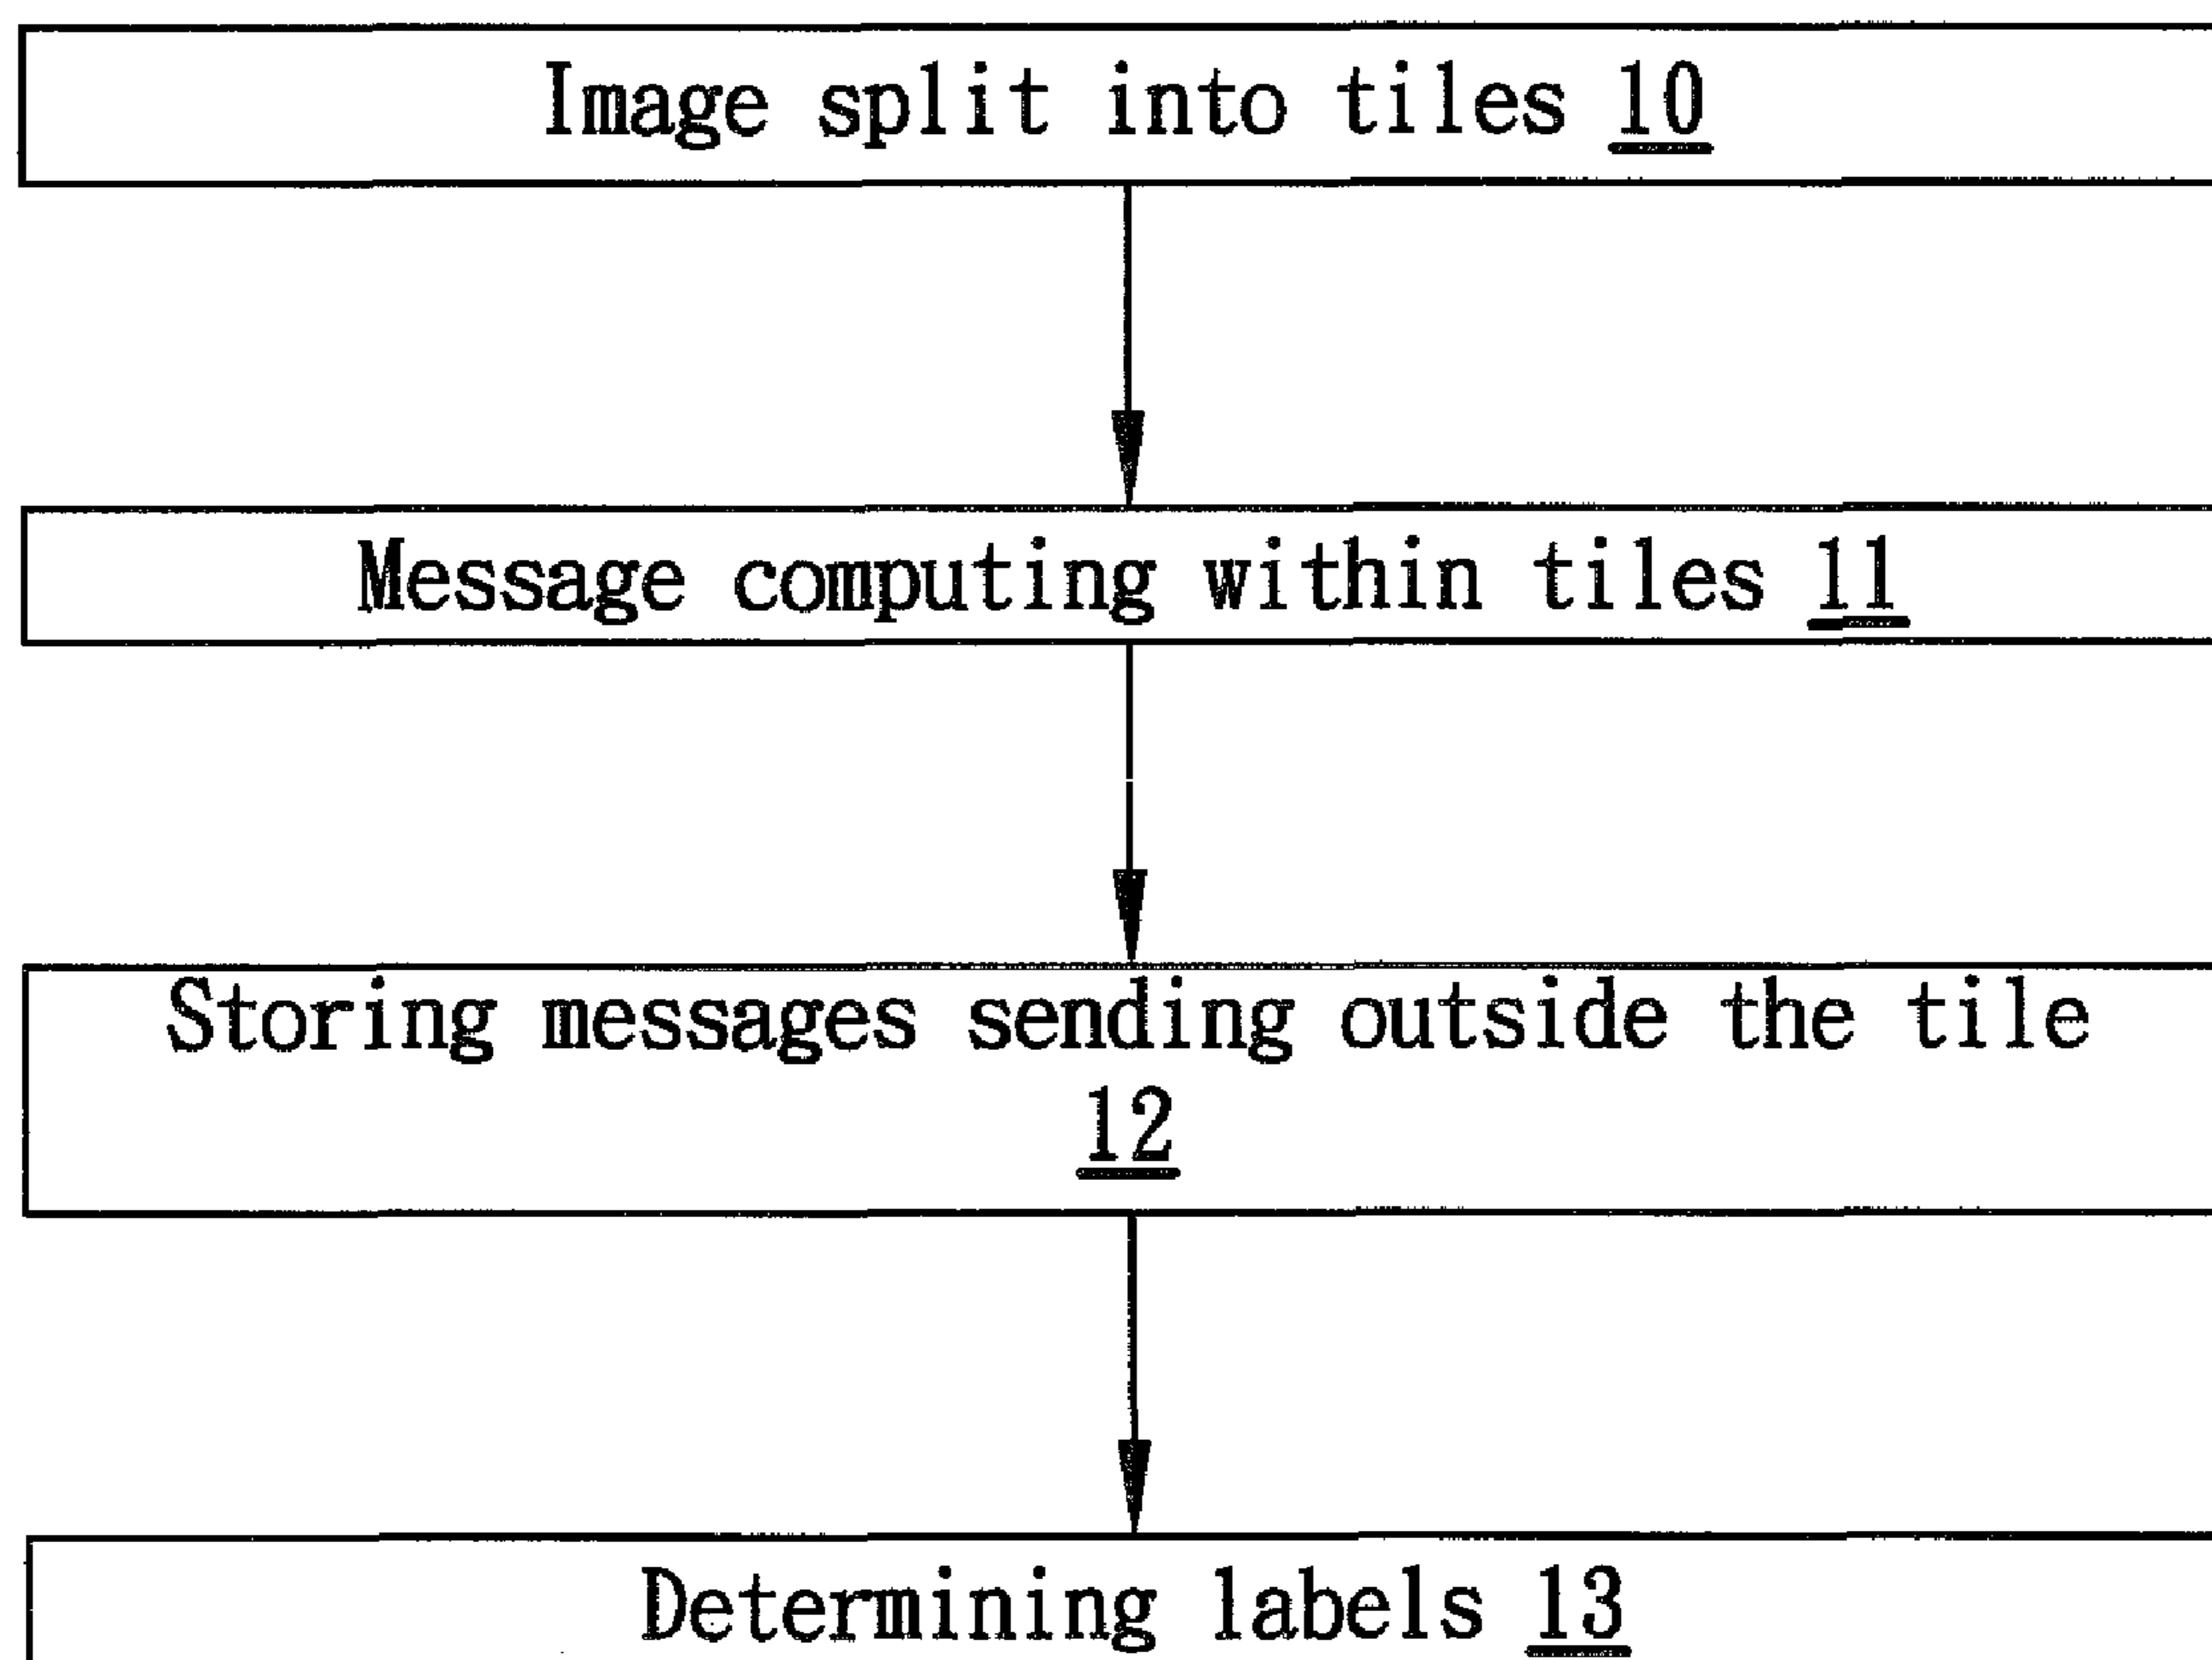 Image split into tiles 10
Message computing within tiles 11
Storing messages sending outside the tile
12
Determining labels 13